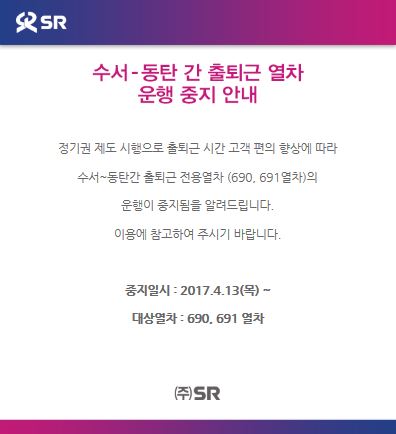 SR
수서-동탄 간 출퇴근 열차
운행 중지 안내
정기권 제도 시행으로 출퇴근 시간 고객 편의 향상에 따라
수서~동탄간 출퇴근 전용열차 (690, 691열차)의
운행이 중지됨을 알려드립니다.
이용에 참고하여 주시기 바랍니다.
중지일시 : 2017.4.13(목) ~
대상열차 : 690, 691 열차
㈜SR